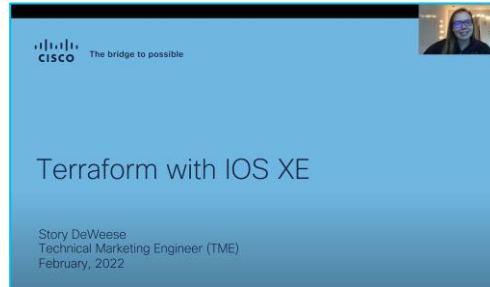 CISCO
The bridge to possible
Terraform with IOS XE
Story DeWeese
Technical Marketing Engineer (TME)
February, 2022